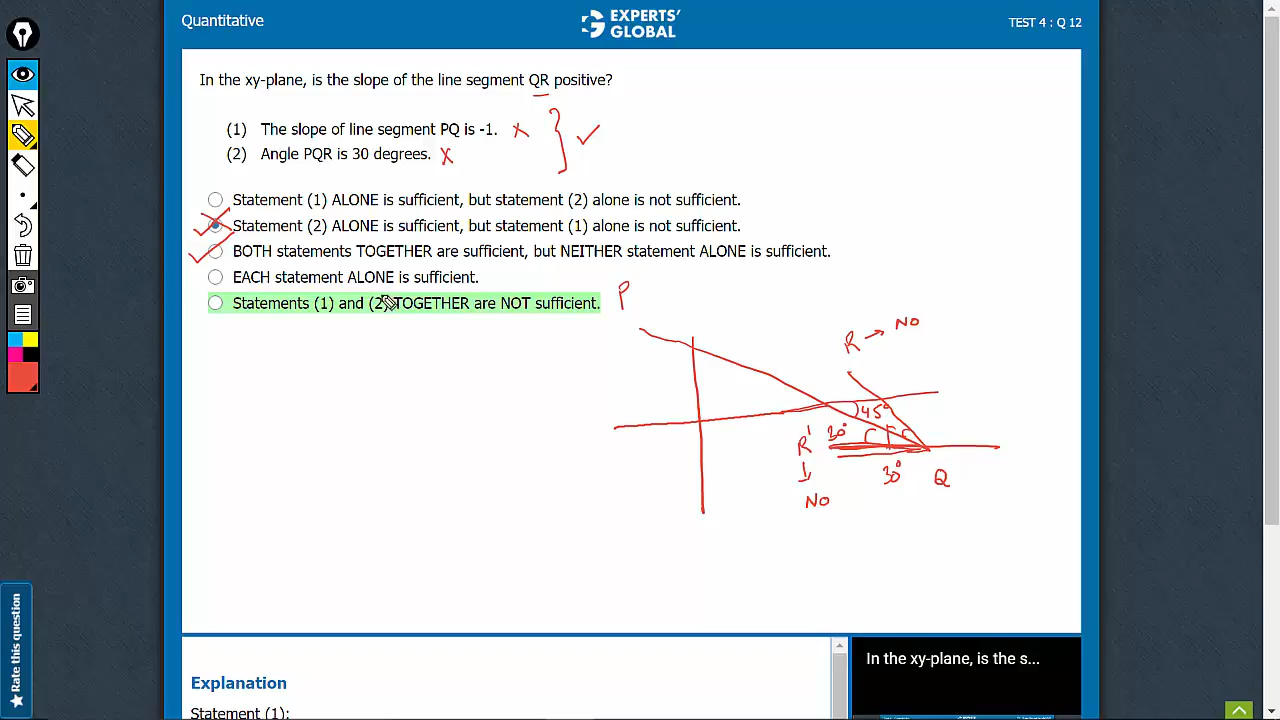 Quantitative
EXPERTS'
GLOBAL
TEST 4 : Q 12
In the xy-plane, is the slope of the line segment QR positive?
(1) The slope of line segment PQ is -1.
(2) Angle PQR is 30 degrees.
Statement (1) ALONE is sufficient, but statement (2) alone is not sufficient.
Statement (2) ALONE is sufficient, but statement (1) alone is not sufficient.
BOTH statements TOGETHER are sufficient, but NEITHER statement ALONE is sufficient.
EACH statement ALONE is sufficient.
Statements (1) and (2) TOGETHER are NOT sufficient.
P
R → NO
45°
R' 30°
30° Q
NO
Rate this question
Explanation
Statement (1):
In the xy-plane, is the s...